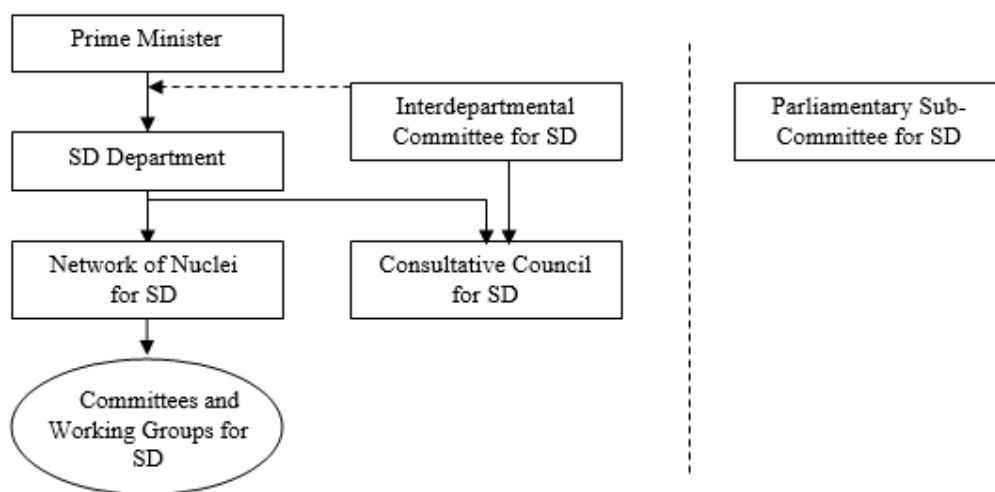 Prime Minister
Interdepartmental
Committee for SD
Parliamentary Sub-
Committee for SD
SD Department
Network of Nuclei
for SD
Consultative Council
for SD
Committees and
Working Groups for
SD